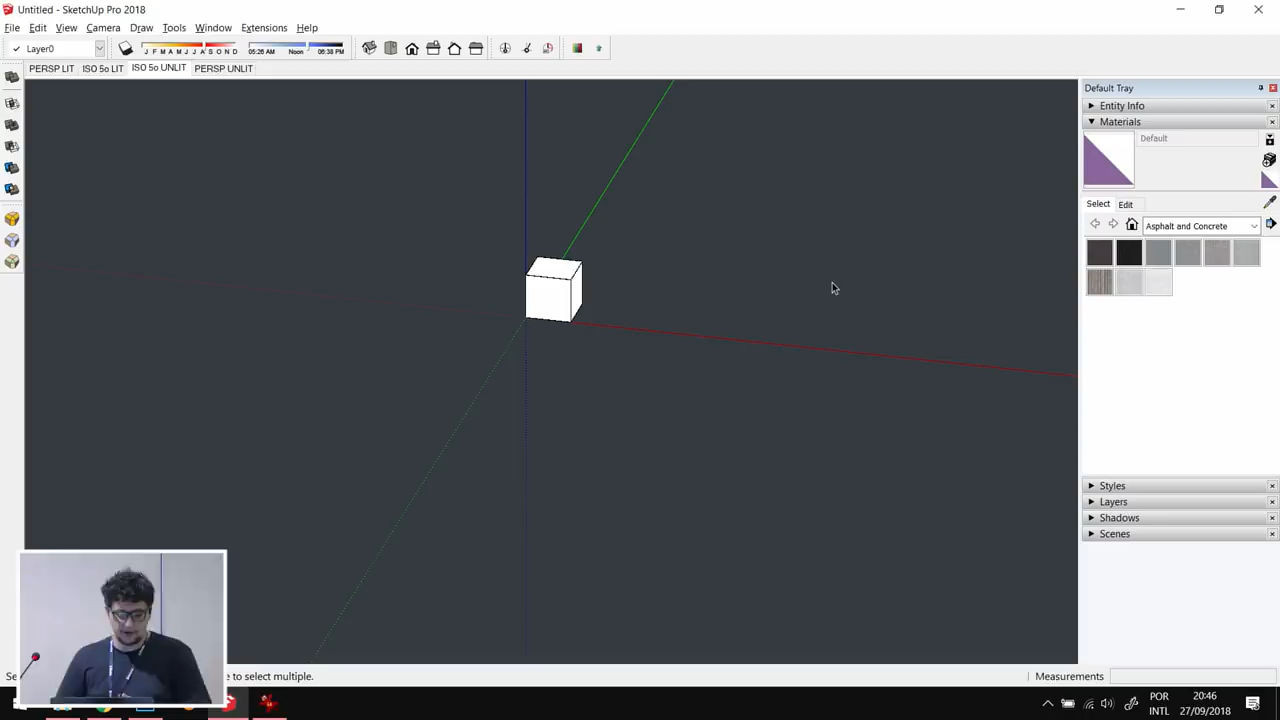 Untitled - SketchUp Pro 2018
File Edit View Camera Draw Tools Window Extensions Help
Layer0
J F M A M J J A S O N D
05:26 AM Noon 06:38 PM
PERSP LIT ISO 5o LIT ISO 5o UNLIT PERSP UNLIT
Default Tray
Entity Info
Materials
Default
Select Edit
Asphalt and Concrete
Styles
Layers
Shadows
Scenes
to select multiple.
Measurements
POR
INTL
20:46
27/09/2018